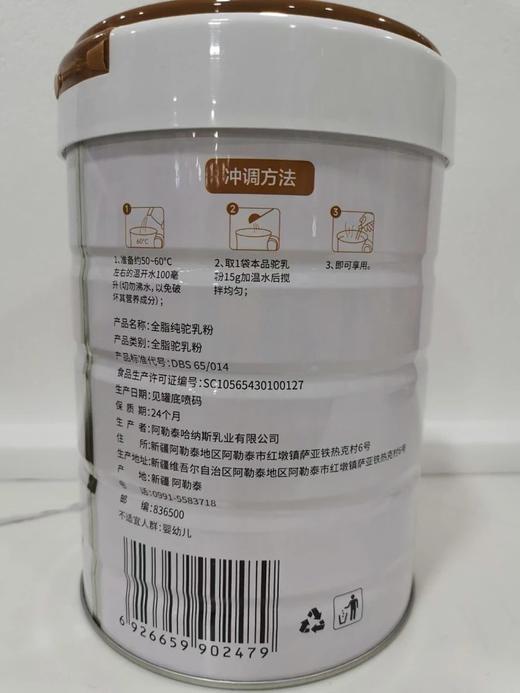 冲调方法
1
2
3
60°C
1、准备约50~60°C
左右的温开水100毫
升(切勿沸水，以免破
坏其营养成分)；
2、取1袋本品驼乳
粉15g加温水后搅
拌均匀；
3、即可享用。
产品名称：全脂纯驼乳粉
产品类别：全脂驼乳粉
产品标准代号：DBS 65/014
食品生产许可证编号：SC10565430100127
生产日期：见罐底喷码
保 质 期：24个月
生 产 商：阿勒泰哈纳斯乳业有限公司
住 所：新疆阿勒泰地区阿勒泰市红墩镇萨亚铁热克村6号
生产地址：新疆维吾尔自治区阿勒泰地区阿勒泰市红墩镇萨亚铁热克村6号
产 地：新疆 阿勒泰
电 话：0991-5583718
邮 编：836500
不适宜人群：婴幼儿
6 926659 902479